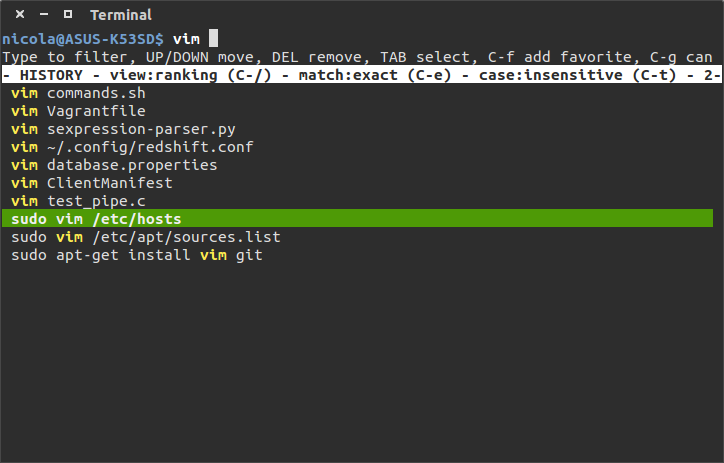 Terminal
nicola@ASUS-K53SD$ vim
Type to filter, UP/DOWN move, DEL remove, TAB select, C-f add favorite, C-g can
- HISTORY - view:ranking (C-/) - match:exact (C-e) - case:insensitive (C-t) - 2-
vim commands.sh
vim Vagrantfile
vim sexpression-parser.py
vim ~/.config/redshift.conf
vim database.properties
vim ClientManifest
vim test_pipe.c
sudo vim /etc/hosts
sudo vim /etc/apt/sources.list
sudo apt-get install vim git